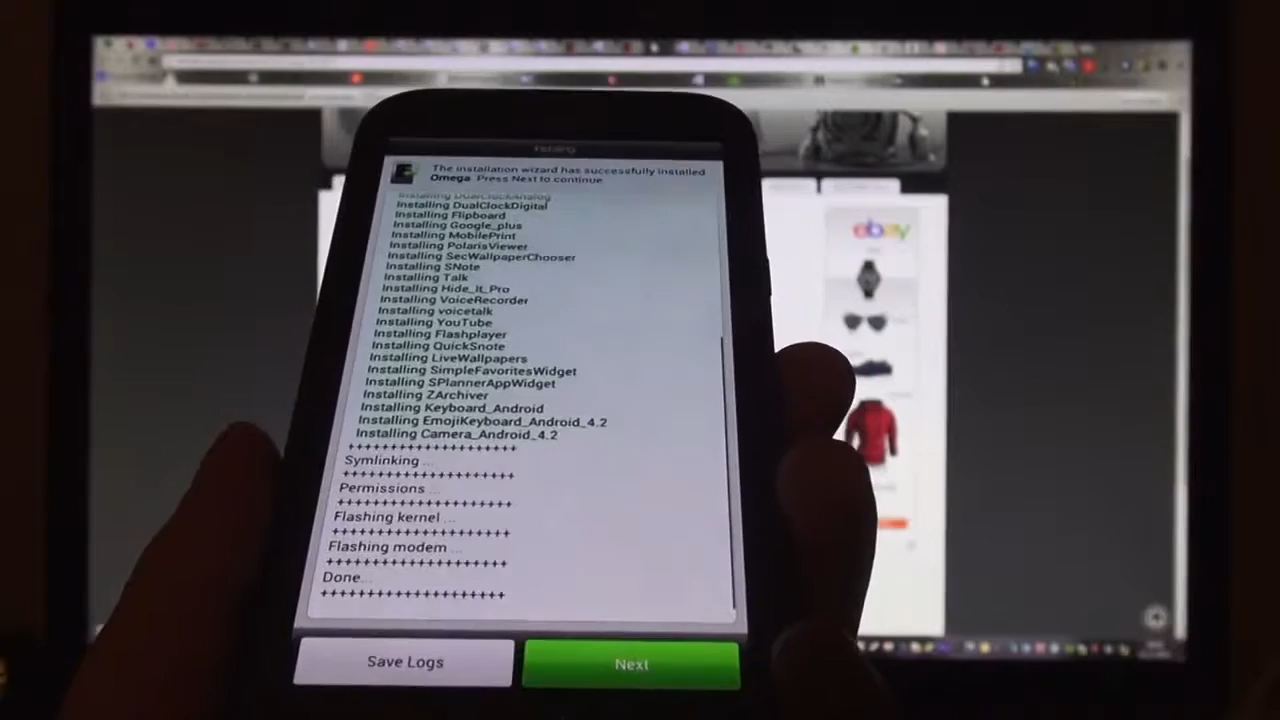 The installation wizard has successfully installed
Omega. Press Next to continue
Installing DualClockAnalog
Installing DualClockDigital
Installing Flipboard
Installing Google_plus
Installing MobilePrint
Installing PolarisViewer
Installing SecWallpaperChooser
Installing SNote
Installing Talk
Installing Hide_It_Pro
Installing VoiceRecorder
Installing voicetalk
Installing YouTube
Installing Flashplayer
Installing QuickSnote
Installing LiveWallpapers
Installing SimpleFavoritesWidget
Installing SPlannerAppWidget
Installing ZArchiver
Installing Keyboard_Android
Installing EmojiKeyboard_Android_4.2
Installing Camera_Android_4.2
++++++++++++++++++++
Symlinking ...
++++++++++++++++++++
Permissions ...
++++++++++++++++++++
Flashing kernel ...
++++++++++++++++++++
Flashing modem ...
++++++++++++++++++++
Done...
++++++++++++++++++++
Save Logs
Next
ebay